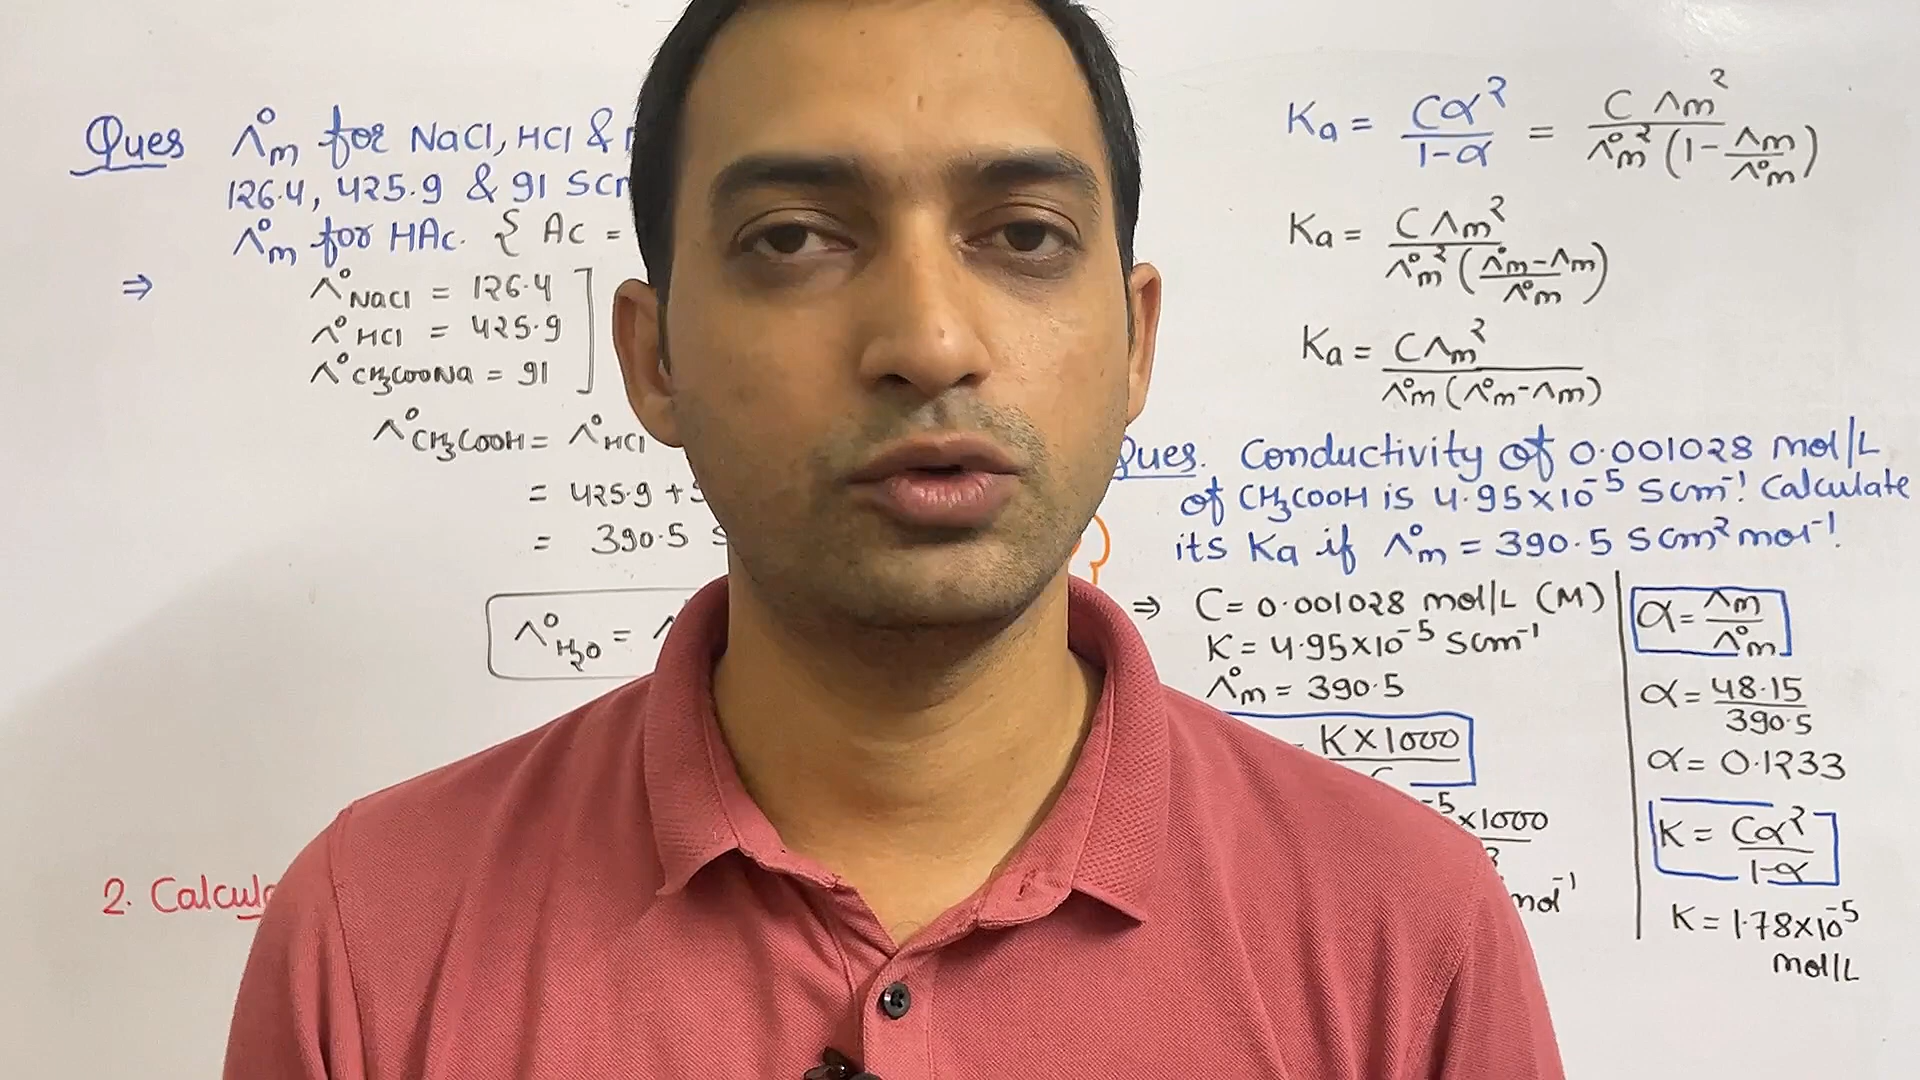 Ques Λ°m for NaCl, HCl &
126.4, 425.9 & 91 Scm
Λ°m for HAc. { Ac =
⇒ Λ°NaCl = 126.4
Λ°HCl = 425.9
Λ°CH₃COONa = 91
Λ°CH₃COOH = Λ°HCl
= 425.9 +
= 390.5 S
Λ°H₂O =
2. Calcula
Ka = Cα²/1-α = CΛm²/Λ°m²(1-Λm/Λ°m)
Ka = CΛm²/Λ°m²(Λ°m-Λm/Λ°m)
Ka = CΛm²/Λ°m(Λ°m-Λm)
Ques. Conductivity of 0.001028 mol/L
of CH₃COOH is 4.95×10⁻⁵ Scm⁻¹. Calculate
its Ka if Λ°m = 390.5 Scm²mol⁻¹.
⇒ C = 0.001028 mol/L (M)
K = 4.95×10⁻⁵ Scm⁻¹
Λ°m = 390.5
K×1000
⁻⁵×1000
mol⁻¹
α = Λm/Λ°m
α = 48.15/390.5
α = 0.1233
K = Cα²/1-α
K = 1.78×10⁻⁵
mol/L